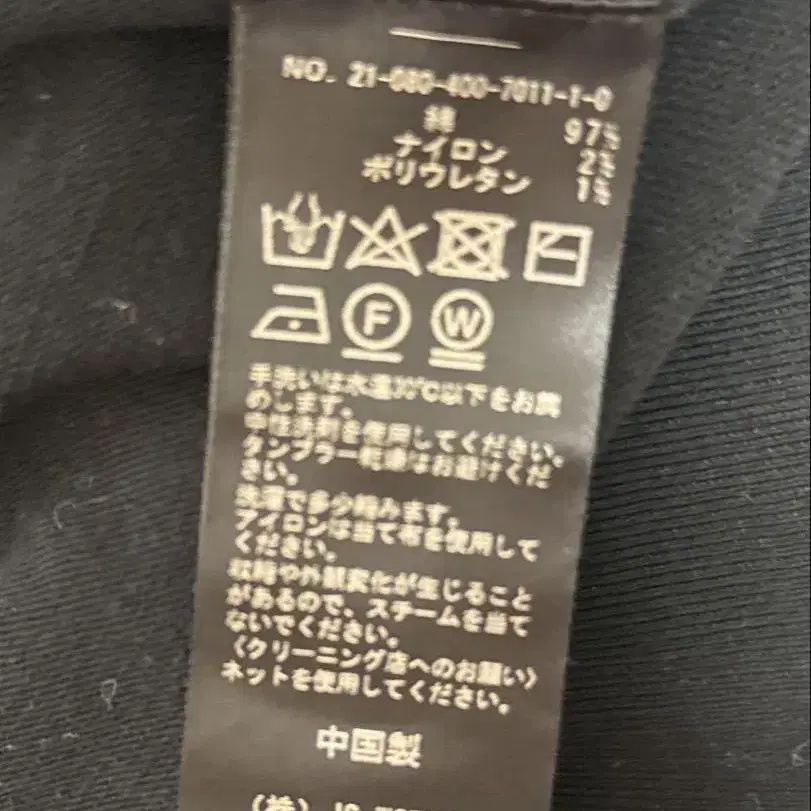 NO. 21-080-400-7011-1-0
綿 97%
ナイロン 2%
ポリウレタン 1%
F W
手洗いは水温30℃以下をお薦
めします。
中性洗剤を使用してください。
タンブラー乾燥はお避けくだ
さい。
洗濯で多少縮みます。
アイロンは当て布を使用して
ください。
収縮や外観変化が生じること
があるので、スチームを当て
ないでください。
〈クリーニング店へのお願い〉
ネットを使用してください。
中国製
(株)